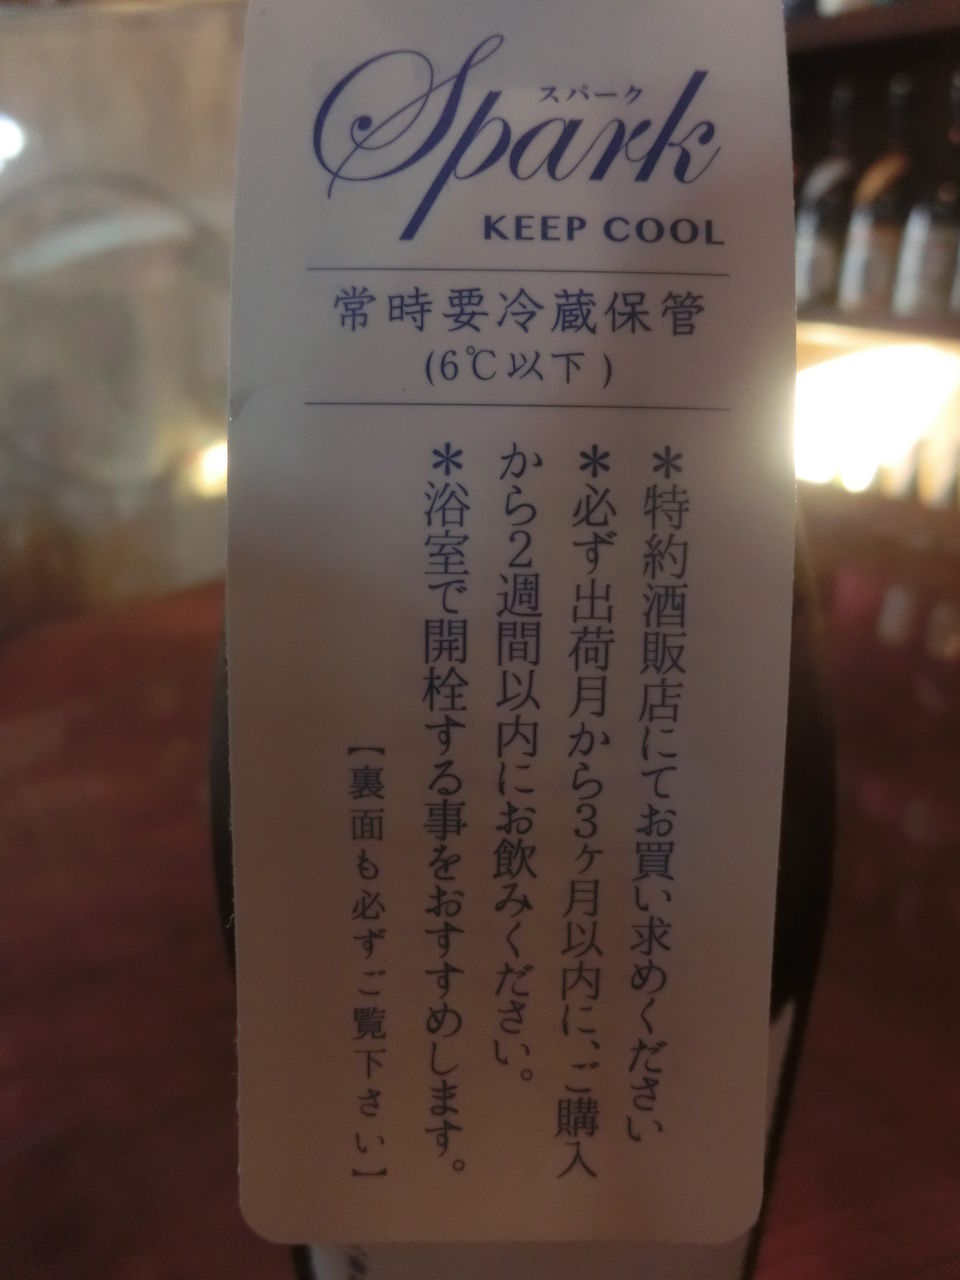 スパーク
Spark
KEEP COOL
常時要冷蔵保管
(6℃以下)
＊特約酒販店にてお買い求めください
＊必ず出荷月から3ヶ月以内に、ご購入
から2週間以内にお飲みください。
＊浴室で開栓する事をおすすめします。
【裏面も必ずご覧下さい】